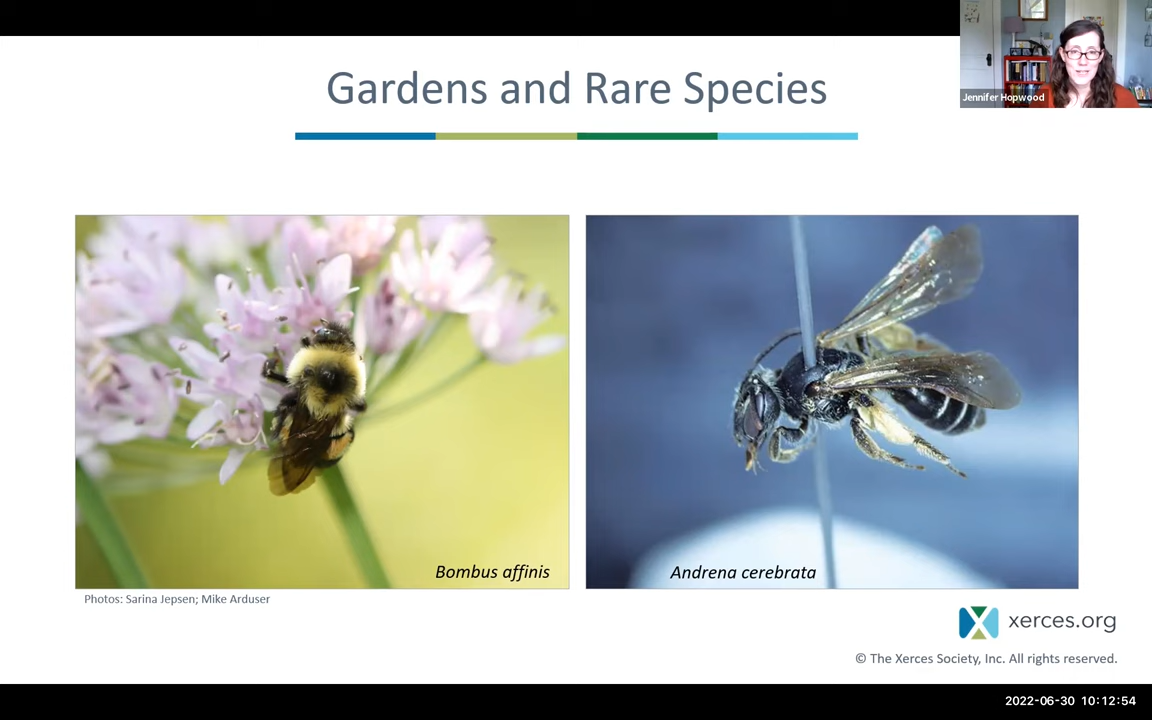 Gardens and Rare Species
Jennifer Hopwood
Bombus affinis
Andrena cerebrata
Photos: Sarina Jepsen; Mike Arduser
xerces.org
© The Xerces Society, Inc. All rights reserved.
2022-06-30 10:12:54